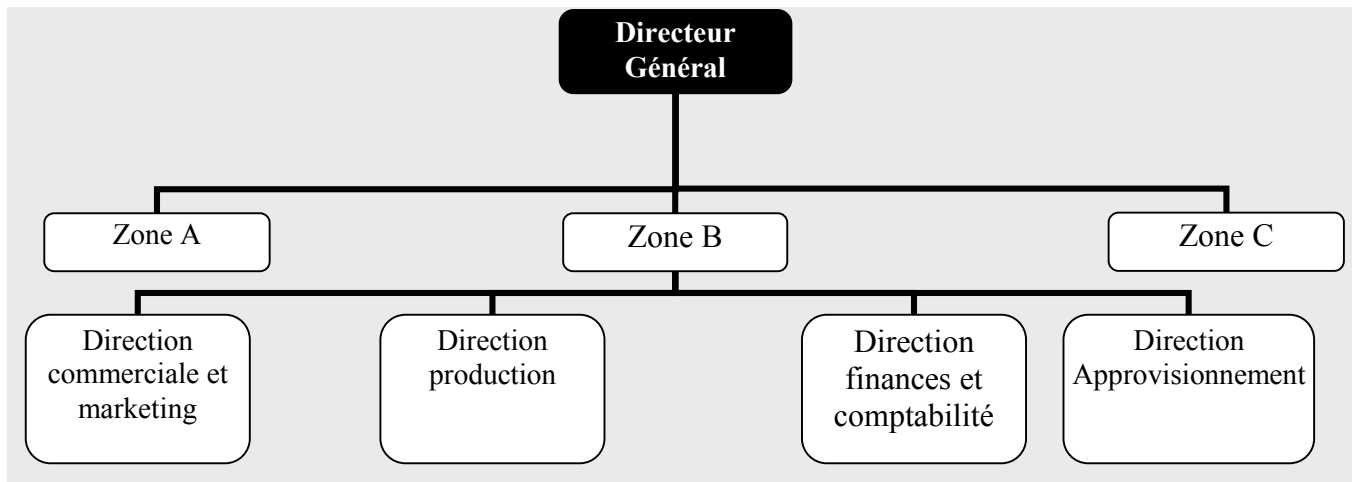 Directeur
Général
Zone A
Zone B
Zone C
Direction
commerciale et
marketing
Direction
production
Direction
finances et
comptabilité
Direction
Approvisionnement